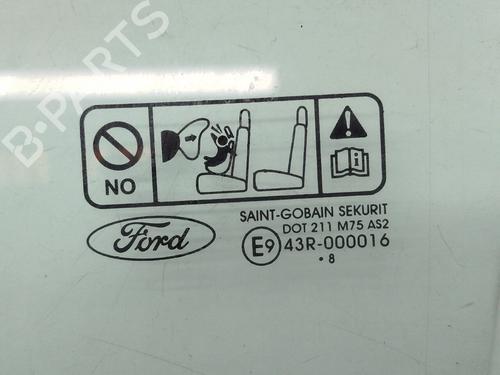 B-PARTS
NO
Ford
SAINT-GOBAIN SEKURIT
DOT 211 M75 AS2
E9 43R-000016
.8